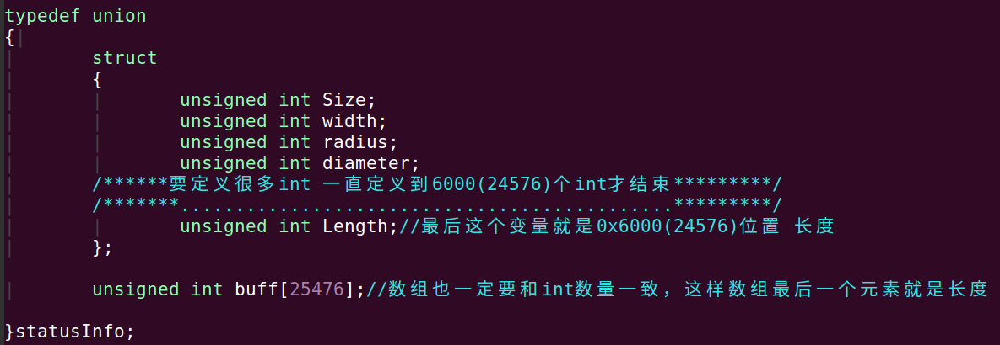 typedef union
{
struct
{
unsigned int Size;
unsigned int width;
unsigned int radius;
unsigned int diameter;
/******要定义很多int 一直定义到6000(24576)个int才结束*********/
/*******.............................................*********/
unsigned int Length;//最后这个变量就是0x6000(24576)位置 长度
};
unsigned int buff[25476];//数组也一定要和int数量一致，这样数组最后一个元素就是长度
}statusInfo;